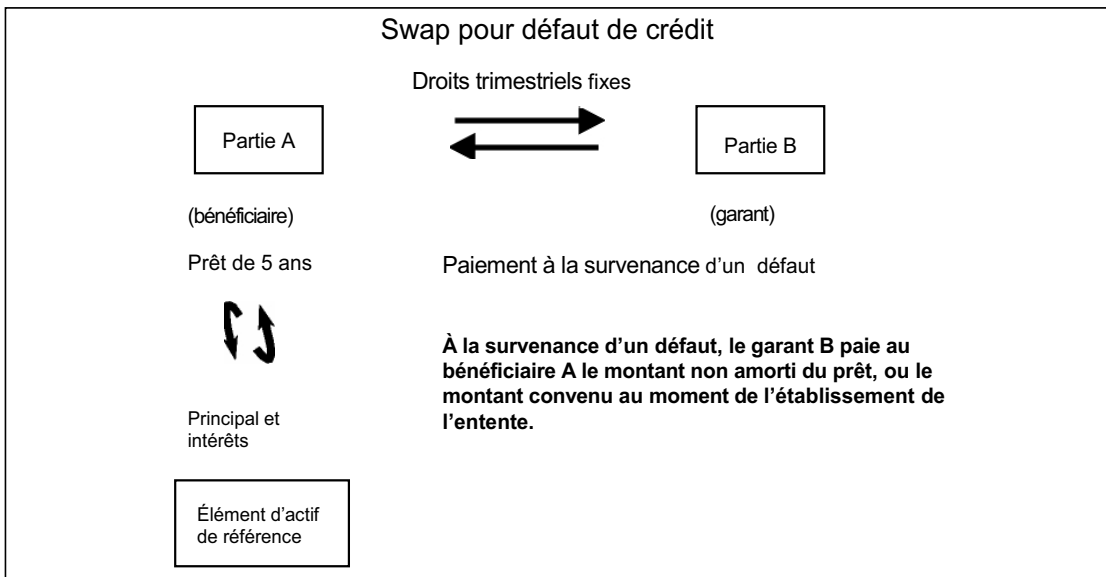 Swap pour défaut de crédit
Droits trimestriels fixes
Partie A
Partie B
(bénéficiaire)
(garant)
Prêt de 5 ans
Paiement à la survenance d'un défaut
À la survenance d'un défaut, le garant B paie au
bénéficiaire A le montant non amorti du prêt, ou le
montant convenu au moment de l'établissement de
l'entente.
Principal et
intérêts
Élément d'actif
de référence